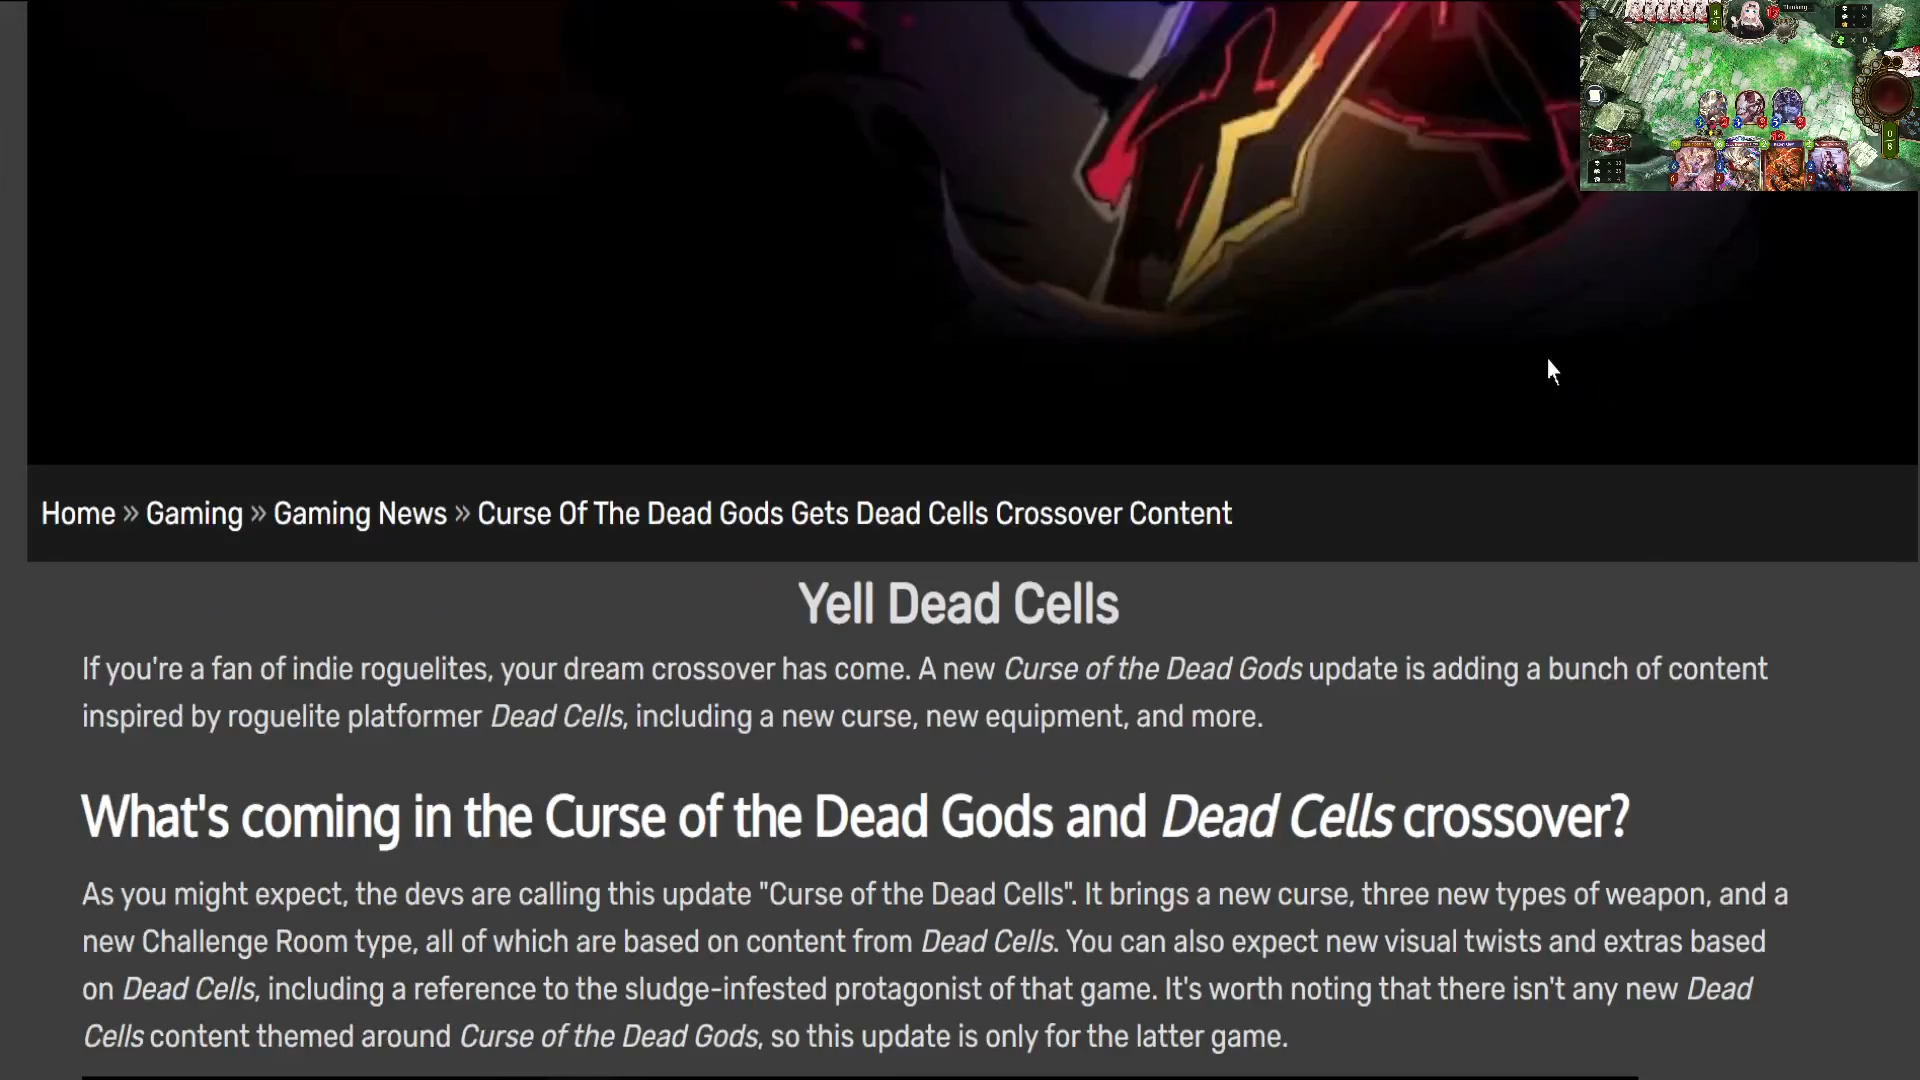 Thinking
Home » Gaming » Gaming News » Curse Of The Dead Gods Gets Dead Cells Crossover Content
Yell Dead Cells
If you're a fan of indie roguelites, your dream crossover has come. A new Curse of the Dead Gods update is adding a bunch of content
inspired by roguelite platformer Dead Cells, including a new curse, new equipment, and more.
What's coming in the Curse of the Dead Gods and Dead Cells crossover?
As you might expect, the devs are calling this update "Curse of the Dead Cells". It brings a new curse, three new types of weapon, and a
new Challenge Room type, all of which are based on content from Dead Cells. You can also expect new visual twists and extras based
on Dead Cells, including a reference to the sludge-infested protagonist of that game. It's worth noting that there isn't any new Dead
Cells content themed around Curse of the Dead Gods, so this update is only for the latter game.